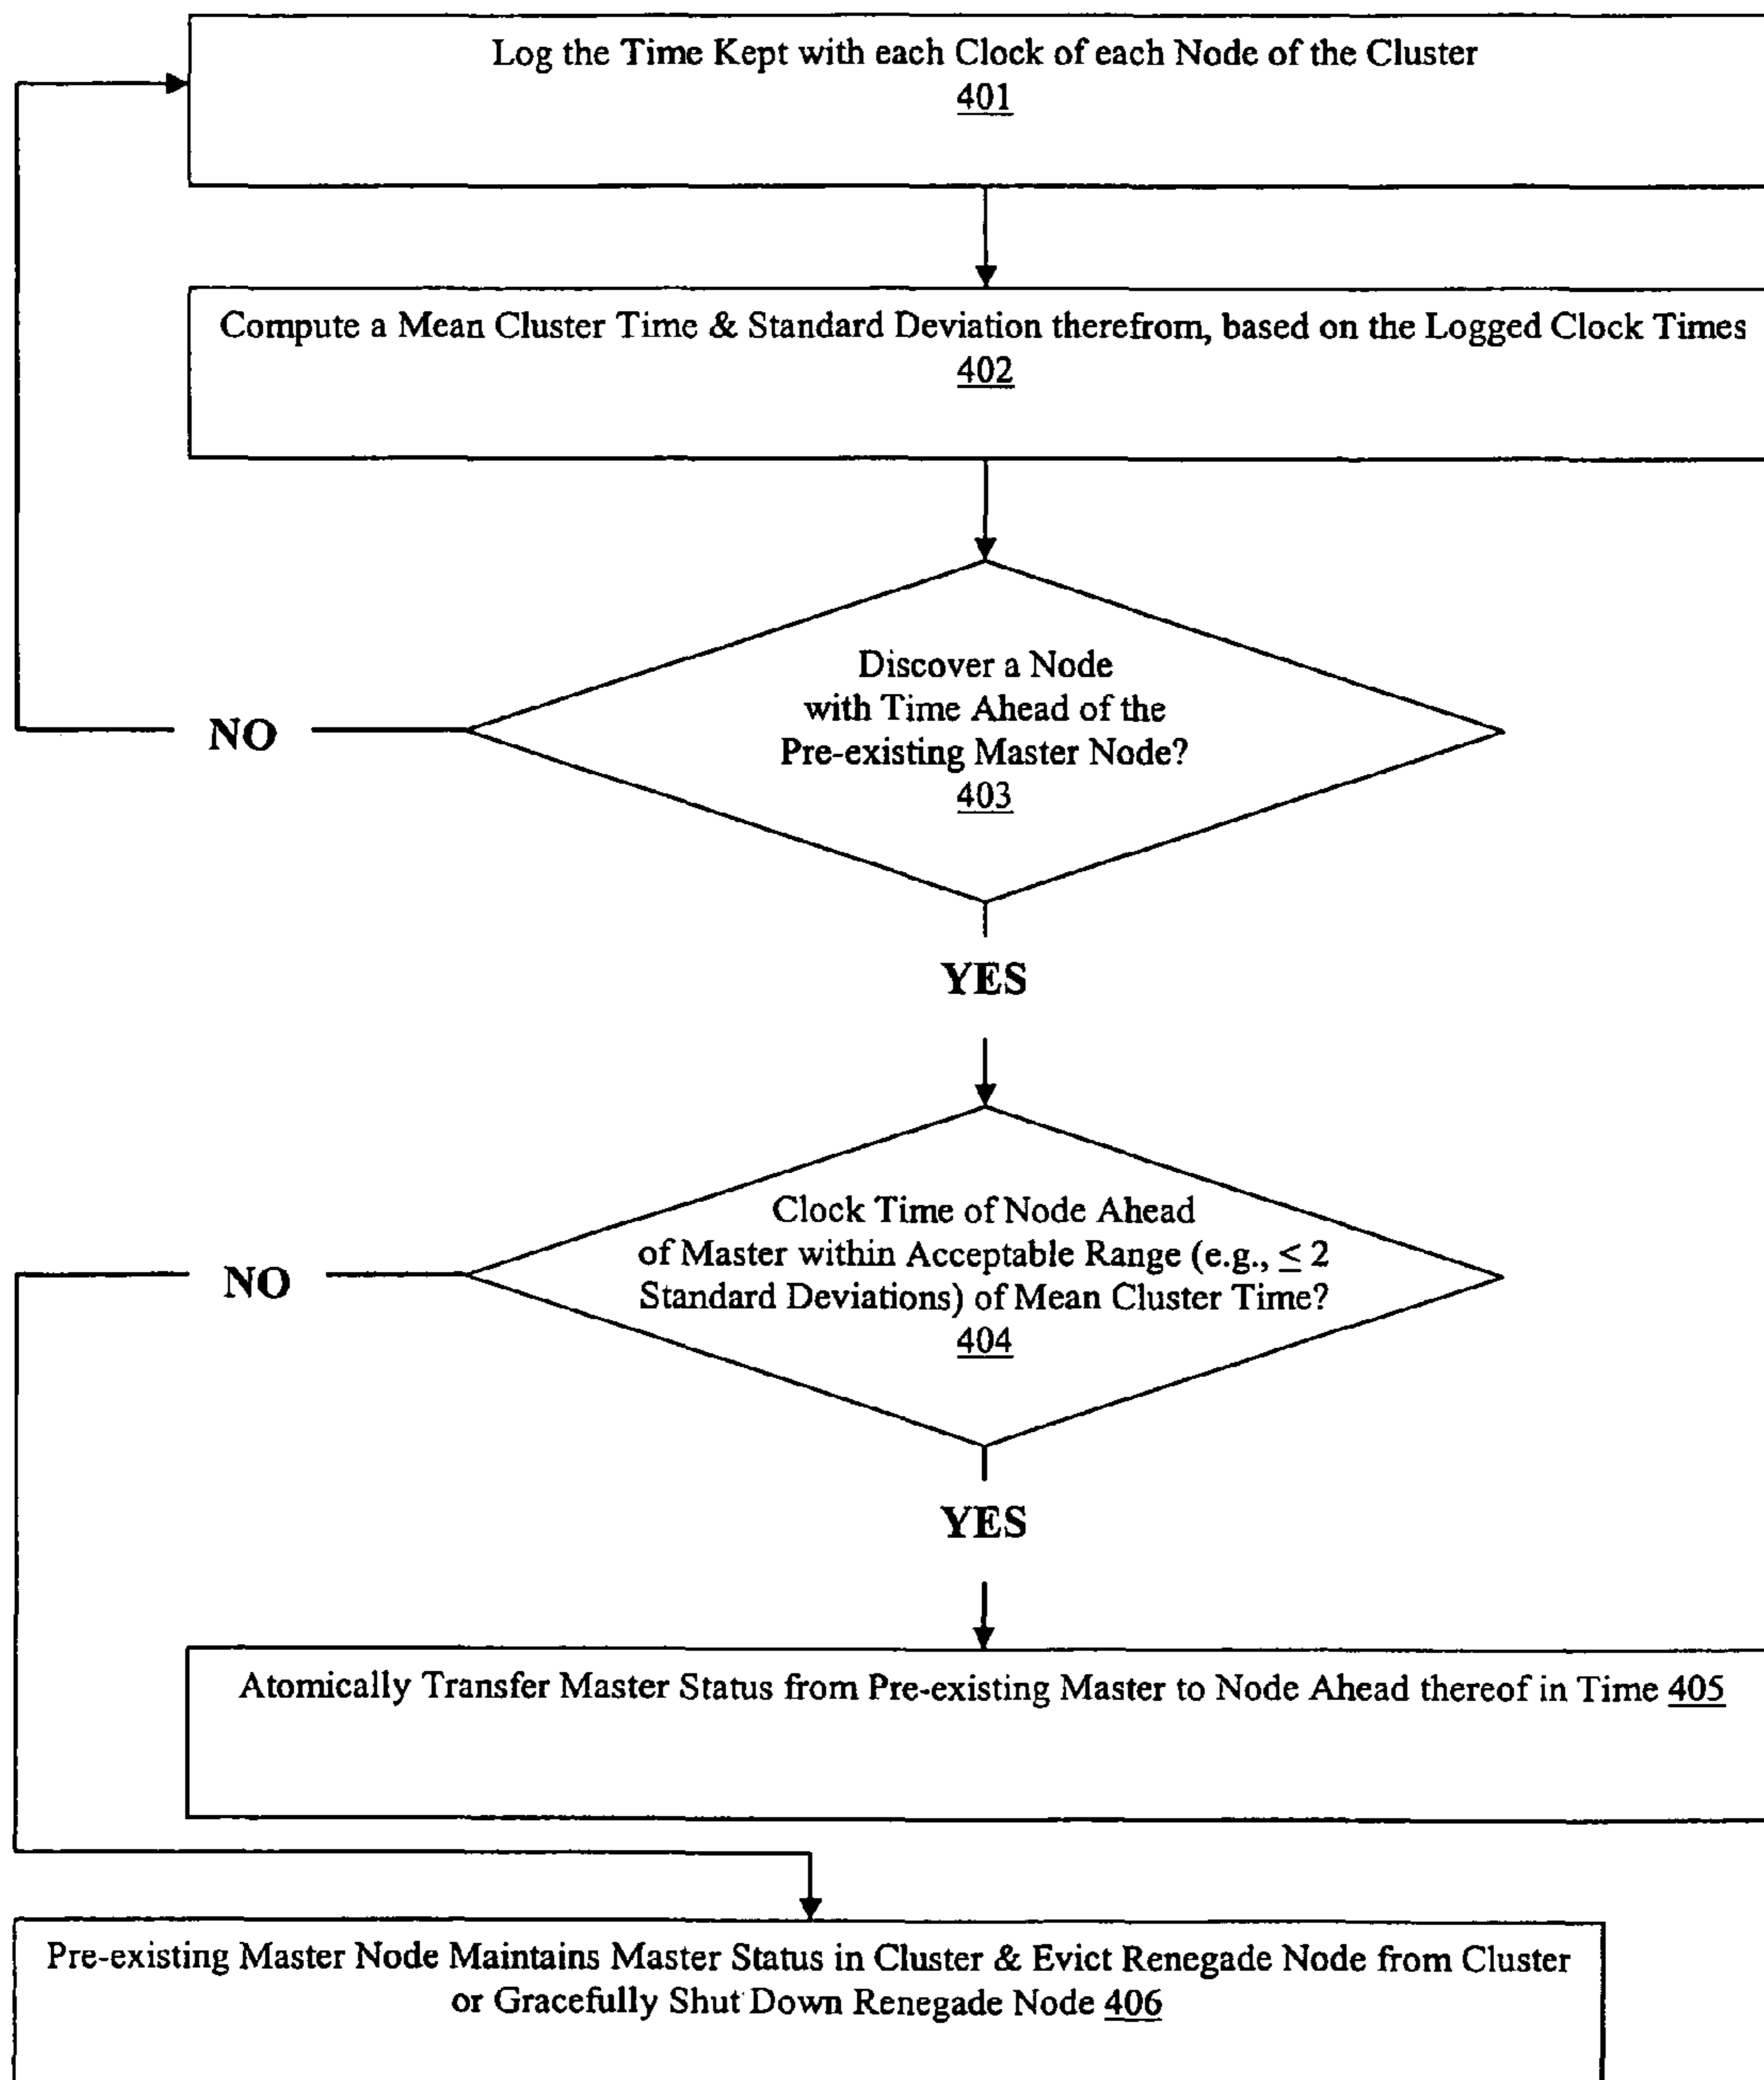 Log the Time Kept with each Clock of each Node of the Cluster
401
Compute a Mean Cluster Time & Standard Deviation therefrom, based on the Logged Clock Times
402
Discover a Node
with Time Ahead of the
Pre-existing Master Node?
403
NO
YES
Clock Time of Node Ahead
of Master within Acceptable Range (e.g., ≤ 2
Standard Deviations) of Mean Cluster Time?
404
NO
YES
Atomically Transfer Master Status from Pre-existing Master to Node Ahead thereof in Time 405
Pre-existing Master Node Maintains Master Status in Cluster & Evict Renegade Node from Cluster
or Gracefully Shut Down Renegade Node 406